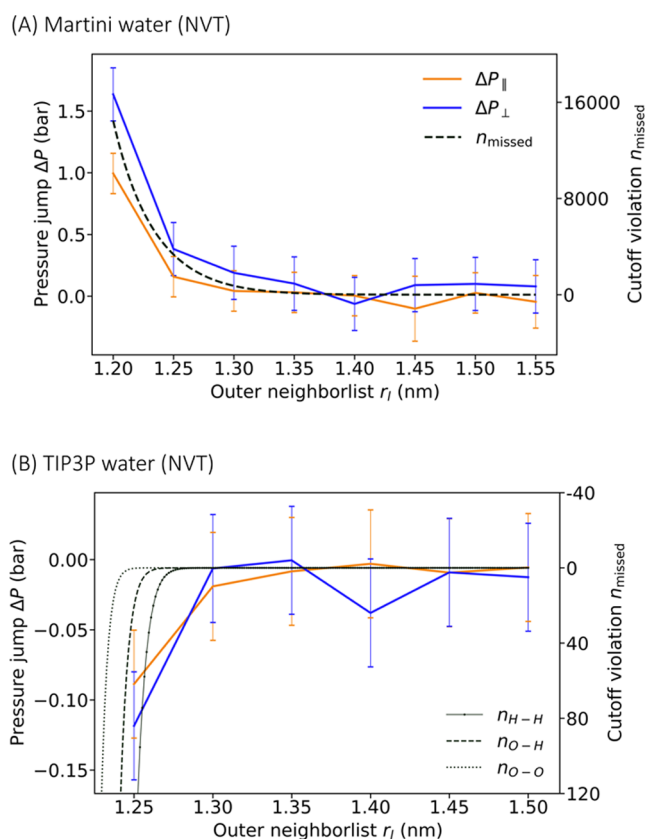 (A) Martini water (NVT)
Pressure jump ΔP (bar)
1.5
1.0
0.5
0.0
ΔP∥
ΔP⊥
n_missed
16000
8000
0
Cutoff violation n_missed
1.20 1.25 1.30 1.35 1.40 1.45 1.50 1.55
Outer neighborlist r_l (nm)
(B) TIP3P water (NVT)
Pressure jump ΔP (bar)
0.00
−0.05
−0.10
−0.15
n_H−H
n_O−H
n_O−O
-40
0
40
80
120
Cutoff violation n_missed
1.25 1.30 1.35 1.40 1.45 1.50
Outer neighborlist r_l (nm)